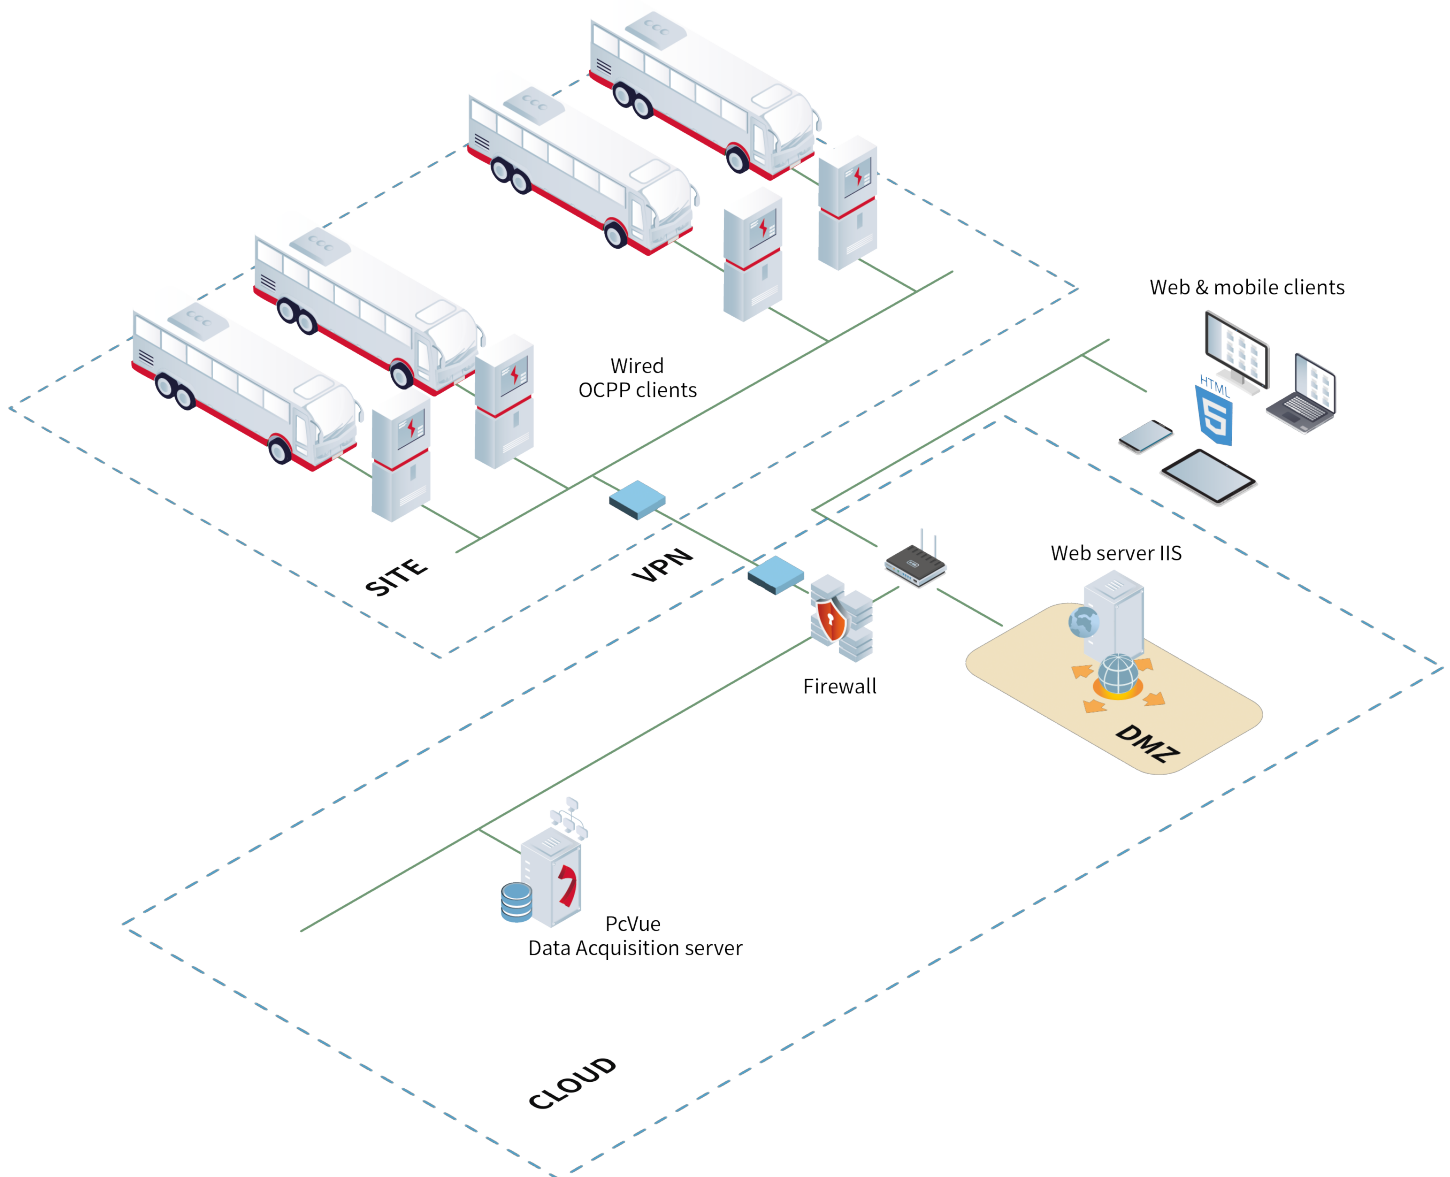 Web & mobile clients
Wired
OCPP clients
HTML
5
SITE
VPN
Web server IIS
Firewall
DMZ
PcVue
Data Acquisition server
CLOUD